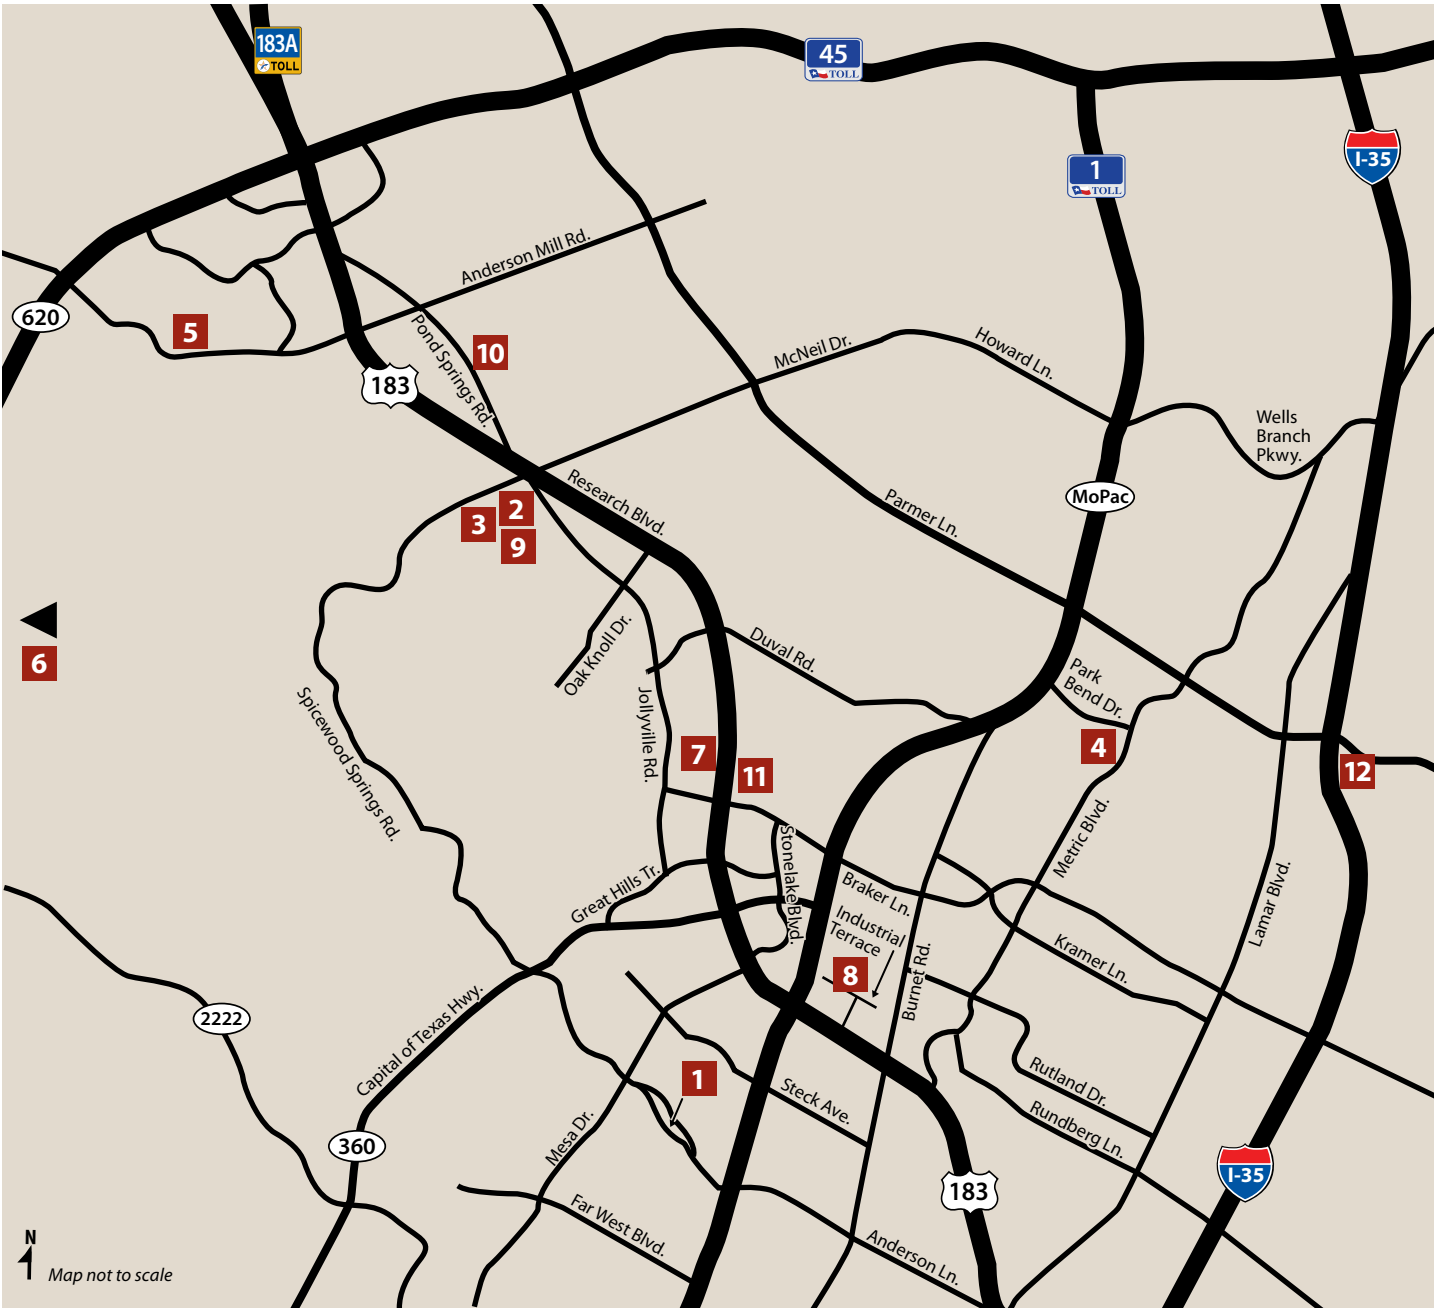 183A
TOLL
45
TOLL
1
TOLL
I-35
Anderson Mill Rd.
620
5
Pond Springs Rd.
10
McNeil Dr.
Howard Ln.
183
Wells
Branch
Pkwy.
Research Blvd.
MoPac
2
3
9
Parmer Ln.
6
Oak Knoll Dr.
Duval Rd.
Park
Bend Dr.
Spicewood Springs Rd.
Jollyville Rd.
7
11
4
12
Stonelake Blvd.
Metric Blvd.
Great Hills Tr.
Braker Ln.
Industrial
Terrace
Lamar Blvd.
Kramer Ln.
8
Burnet Rd.
2222
Capital of Texas Hwy.
1
Steck Ave.
Rutland Dr.
Rundberg Ln.
360
Mesa Dr.
I-35
183
Far West Blvd.
Anderson Ln.
N
Map not to scale